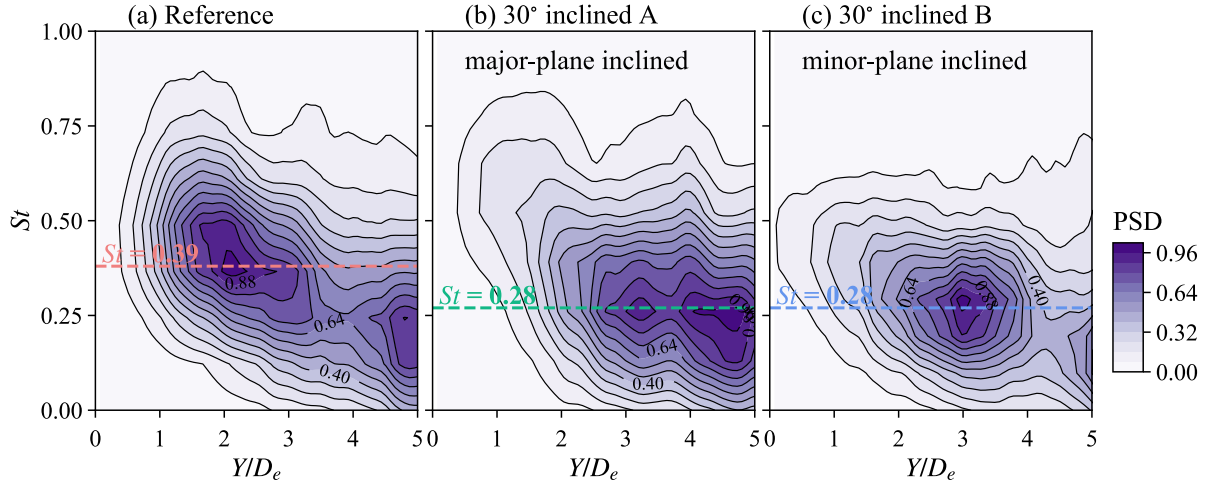 (a) Reference
(b) 30° inclined A
(c) 30° inclined B
major-plane inclined
minor-plane inclined
1.00
0.75
0.50
0.25
0.00
St
St = 0.39
0.88
0.64
0.40
St = 0.28
0.64
0.40
St = 0.28
0.64
0.88
0.40
0 1 2 3 4 5
0 1 2 3 4 5
0 1 2 3 4 5
Y/Dₑ
Y/Dₑ
Y/Dₑ
PSD
0.96
0.64
0.32
0.00